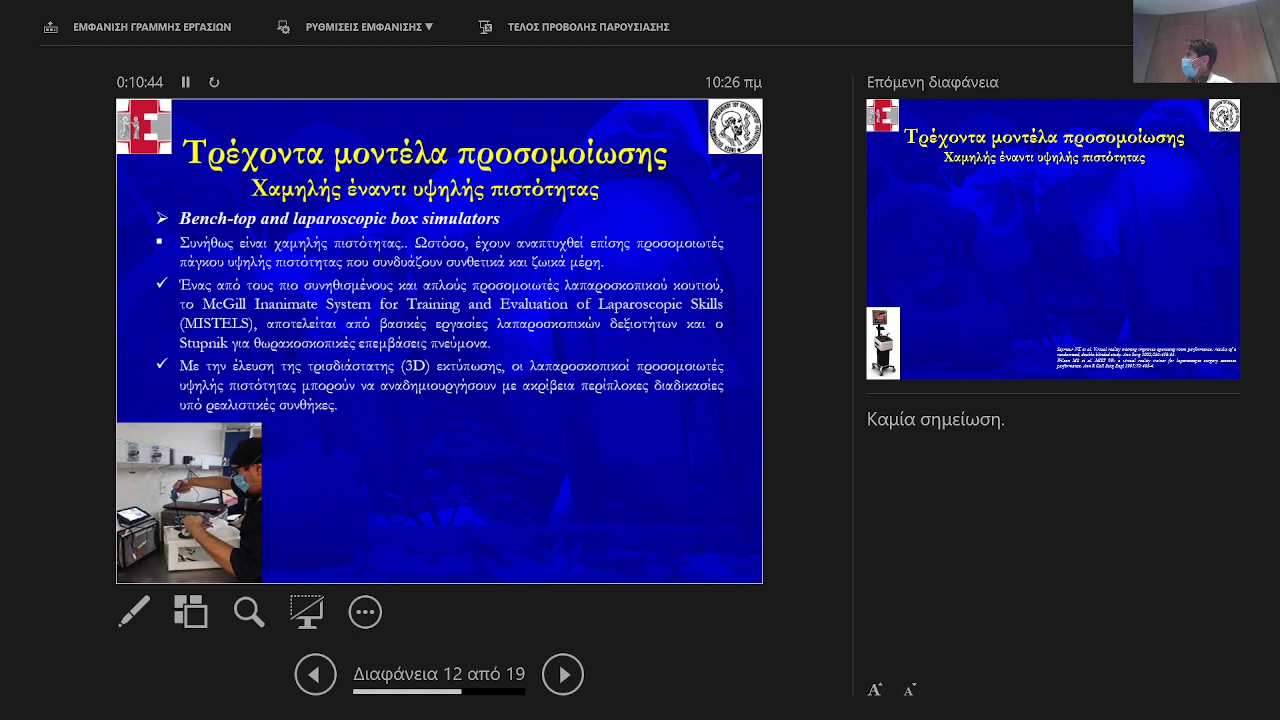 ΕΜΦΑΝΙΣΗ ΓΡΑΜΜΗΣ ΕΡΓΑΣΙΩΝ
ΡΥΘΜΙΣΕΙΣ ΕΜΦΑΝΙΣΗΣ ▼
ΤΕΛΟΣ ΠΡΟΒΟΛΗΣ ΠΑΡΟΥΣΙΑΣΗΣ
0:10:44
10:26 πμ
Τρέχοντα μοντέλα προσομοίωσης
Χαμηλής έναντι υψηλής πιστότητας
➢ Bench-top and laparoscopic box simulators
▪ Συνήθως είναι χαμηλής πιστότητας.. Ωστόσο, έχουν αναπτυχθεί επίσης προσομοιωτές
πάγκου υψηλής πιστότητας που συνδυάζουν συνθετικά και ζωικά μέρη.
✓ Ένας από τους πιο συνηθισμένους και απλούς προσομοιωτές λαπαροσκοπικού κουτιού,
το McGill Inanimate System for Training and Evaluation of Laparoscopic Skills
(MISTELS), αποτελείται από βασικές εργασίες λαπαροσκοπικών δεξιοτήτων και ο
Stupnik για θωρακοσκοπικές επεμβάσεις πνεύμονα.
✓ Με την έλευση της τρισδιάστατης (3D) εκτύπωσης, οι λαπαροσκοπικοί προσομοιωτές
υψηλής πιστότητας μπορούν να αναδημιουργήσουν με ακρίβεια περίπλοκες διαδικασίες
υπό ρεαλιστικές συνθήκες.
Διαφάνεια 12 από 19
Επόμενη διαφάνεια
Τρέχοντα μοντέλα προσομοίωσης
Χαμηλής έναντι υψηλής πιστότητας
Καμία σημείωση.
A A